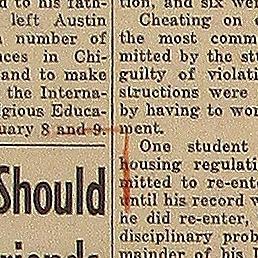 d to his fath-
left Austin
number of
ces in Chi-
and to make
the Interna-
gious Educa-
uary 8 and 9.
Should
riends
tion, and six wer
Cheating on e
the most comm
mitted by the stu
guilty of violati
structions were
by having to wor
ment.
One student
housing regulati
mitted to re-ente
until his record w
he did re-enter,
disciplinary prob
mainder of his